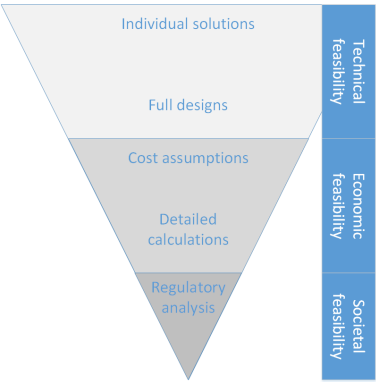 Individual solutions
Full designs
Technical
feasibility
Cost assumptions
Detailed
calculations
Economic
feasibility
Regulatory
analysis
Societal
feasibility